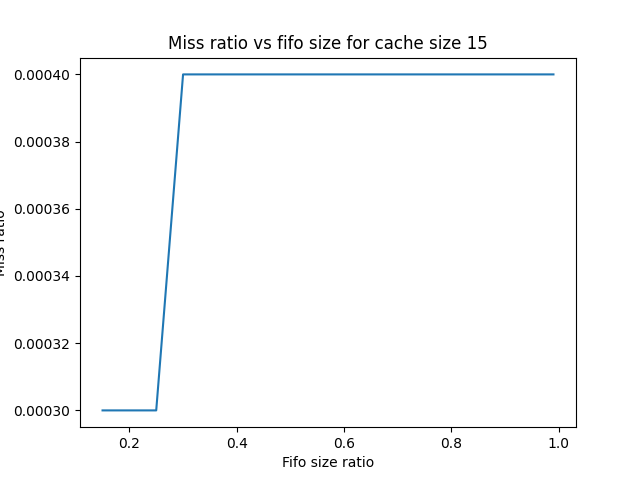 Miss ratio vs fifo size for cache size 15
0.00040
0.00038
0.00036
0.00034
0.00032
0.00030
Miss ratio
0.2 0.4 0.6 0.8 1.0
Fifo size ratio